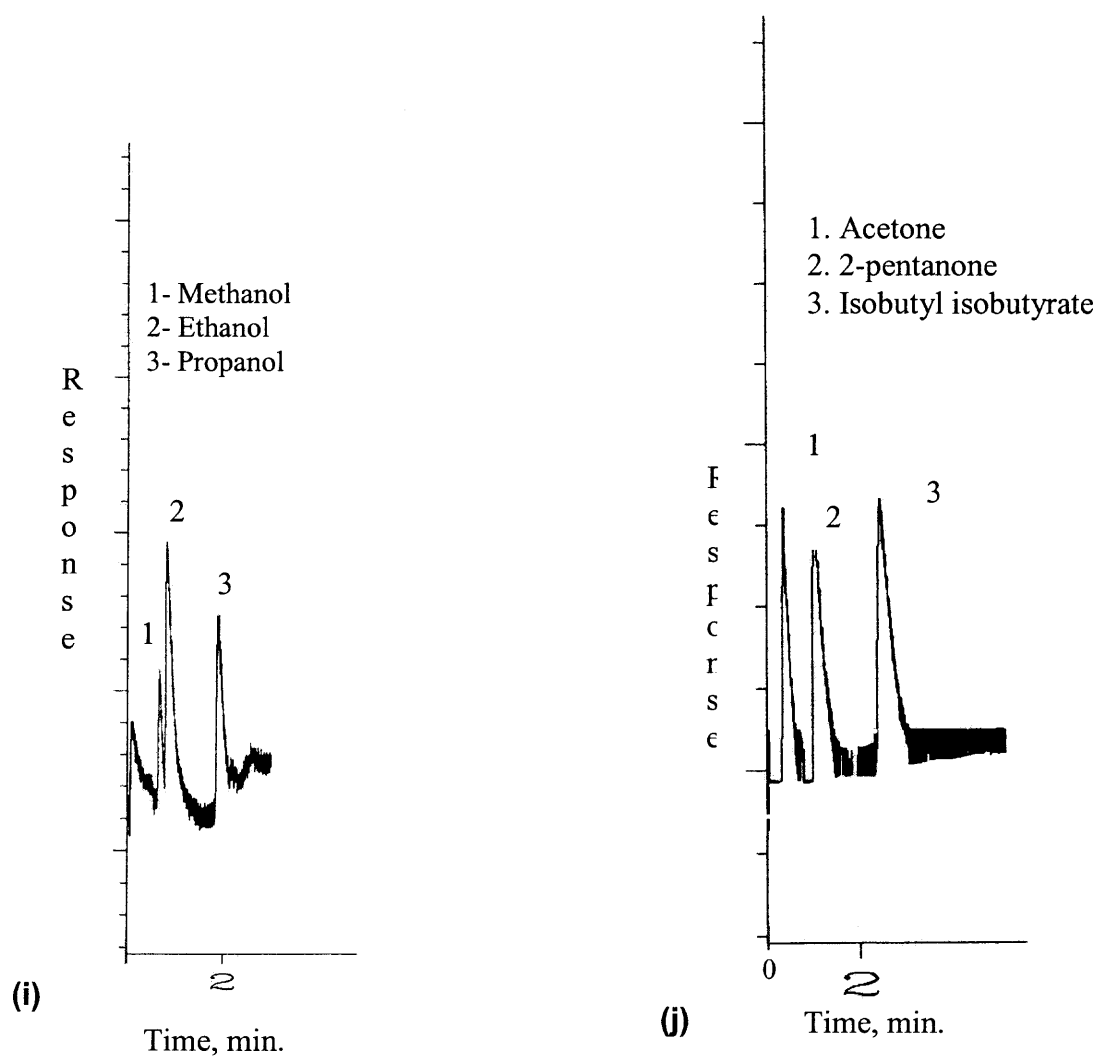 1- Methanol
2- Ethanol
3- Propanol
Response
1
2
3
2
(i)
Time, min.
1. Acetone
2. 2-pentanone
3. Isobutyl isobutyrate
1
2
3
0
2
(j)
Time, min.